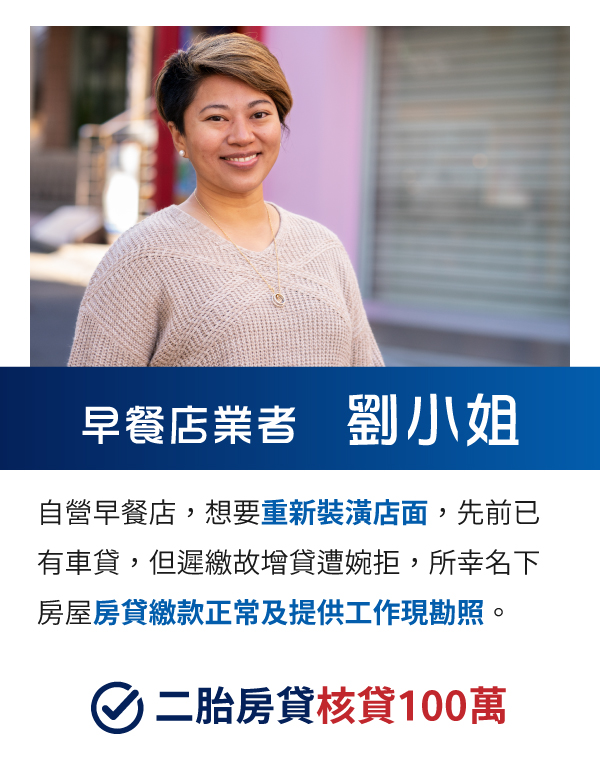 早餐店業者 劉小姐
自營早餐店，想要重新裝潢店面，先前已
有車貸，但遲繳故增貸遭婉拒，所幸名下
房屋房貸繳款正常及提供工作現勘照。
二胎房貸核貸100萬